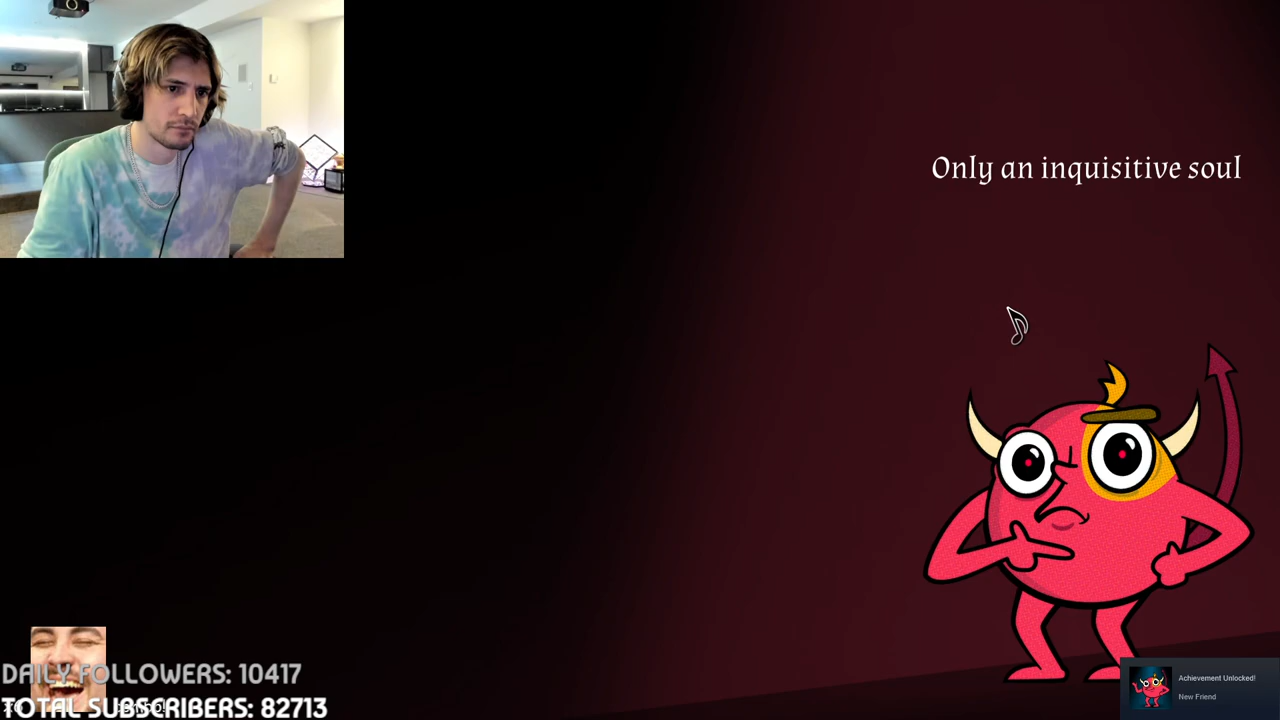 Only an inquisitive soul
DAILY FOLLOWERS: 10417
TOTAL SUBSCRIBERS: 82713
Achievement Unlocked!
New Friend